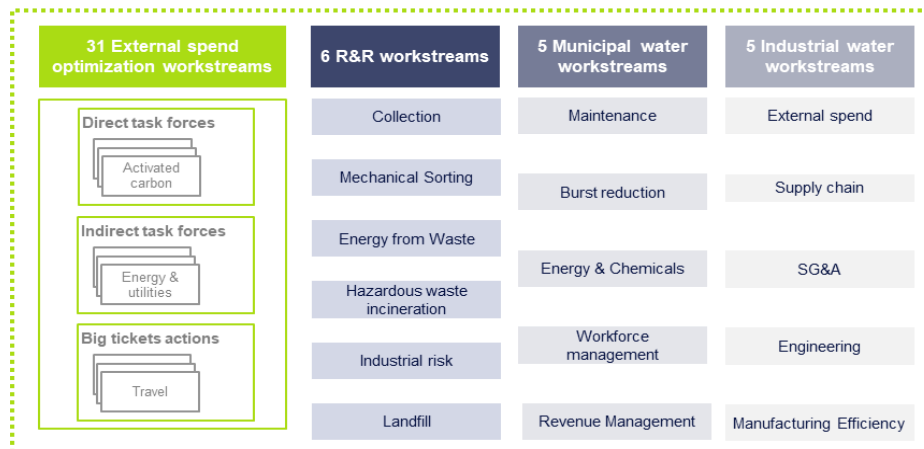 31 External spend
optimization workstreams
Direct task forces
Activated
carbon
Indirect task forces
Energy &
utilities
Big tickets actions
Travel
6 R&R workstreams
Collection
Mechanical Sorting
Energy from Waste
Hazardous waste
incineration
Industrial risk
Landfill
5 Municipal water
workstreams
Maintenance
Burst reduction
Energy & Chemicals
Workforce
management
Revenue Management
5 Industrial water
workstreams
External spend
Supply chain
SG&A
Engineering
Manufacturing Efficiency